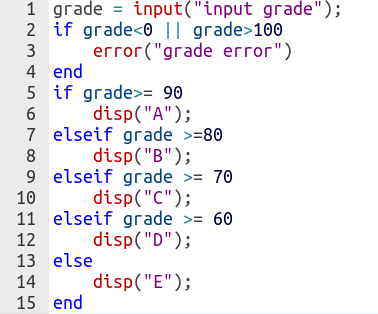 1 grade = input("input grade");
2 if grade<0 || grade>100
3     error("grade error")
4 end
5 if grade>= 90
6     disp("A");
7 elseif grade >=80
8     disp("B");
9 elseif grade >= 70
10     disp("C");
11 elseif grade >= 60
12     disp("D");
13 else
14     disp("E");
15 end